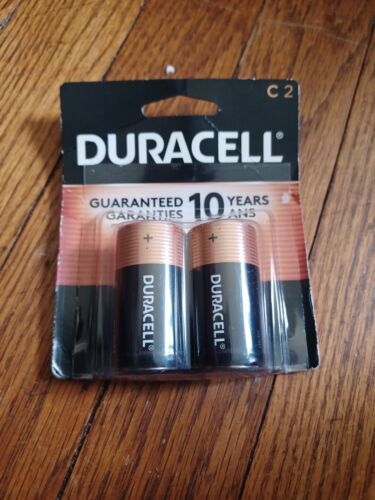 C 2
DURACELL®
GUARANTEED 10 YEARS
GARANTIES ANS
+ +
DURACELL®
DURACELL®